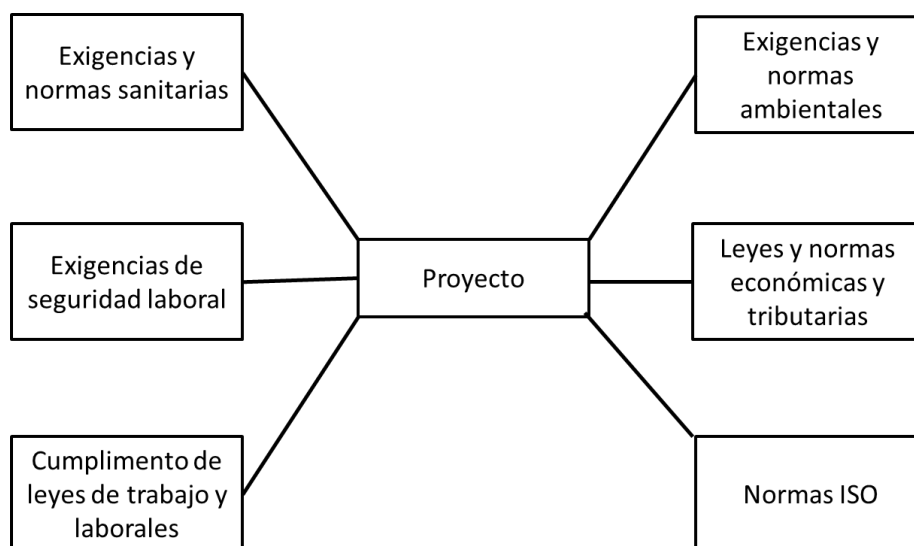 Exigencias y
normas sanitarias
Exigencias y
normas
ambientales
Exigencias de
seguridad laboral
Proyecto
Leyes y normas
económicas y
tributarias
Cumplimento de
leyes de trabajo y
laborales
Normas ISO